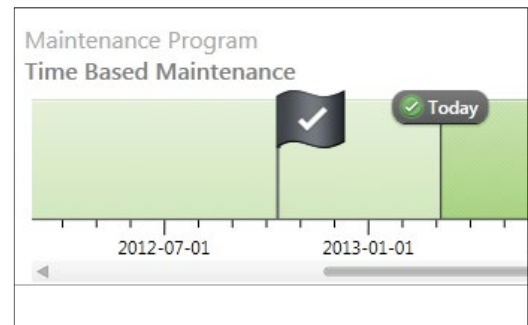 Maintenance Program
Time Based Maintenance
Today
2012-07-01
2013-01-01